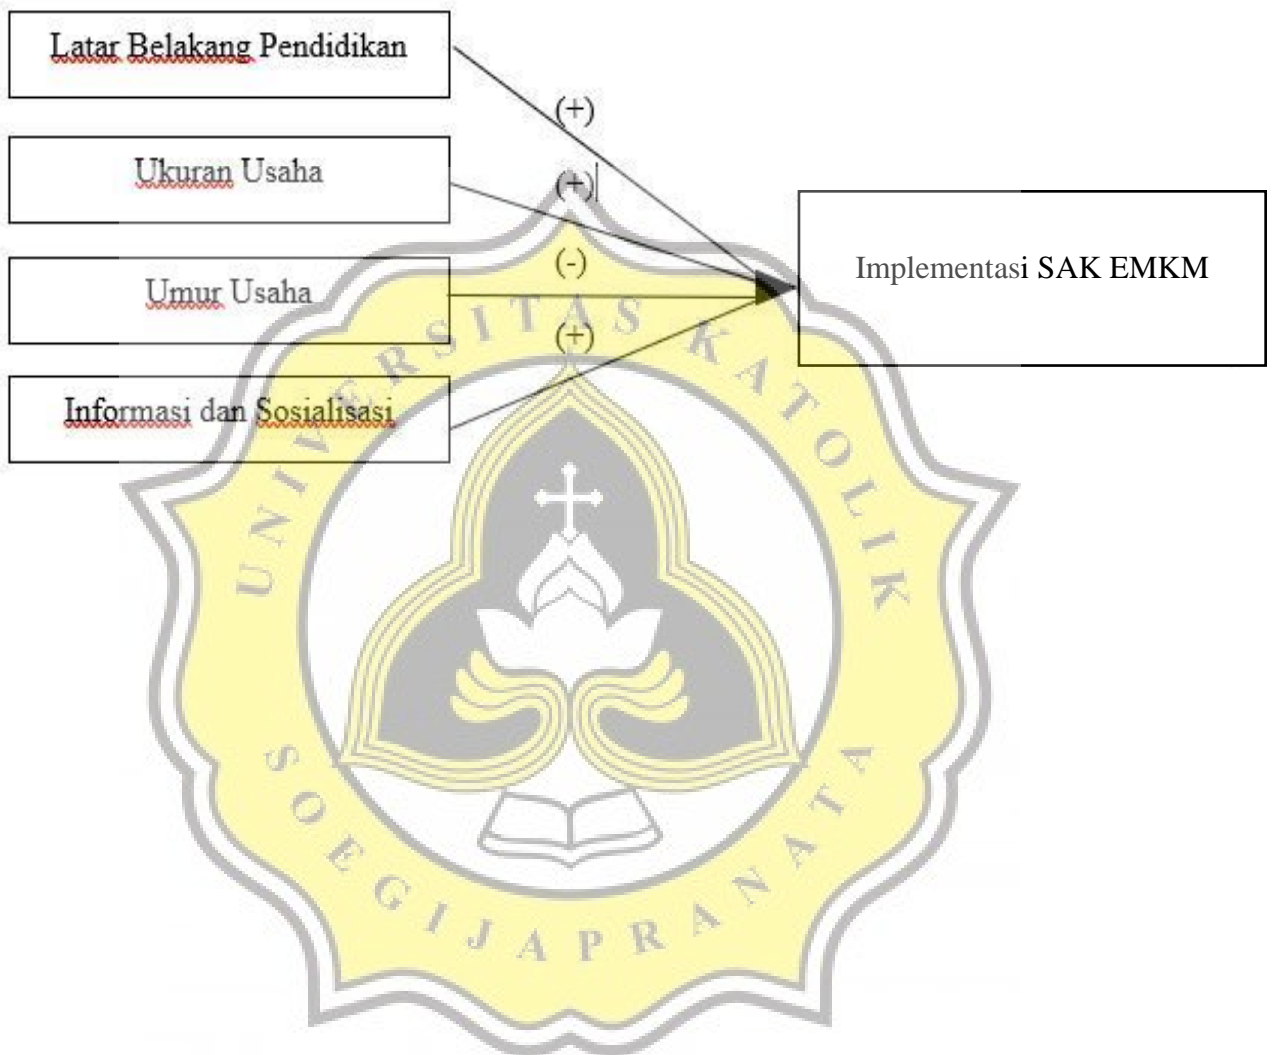 Latar Belakang Pendidikan
(+)
Ukuran Usaha
(+)
Implementasi SAK EMKM
(-)
Umur Usaha
(+)
Informasi dan Sosialisasi
UNIVERSITAS KATOLIK
SOEGIJAPRANATA